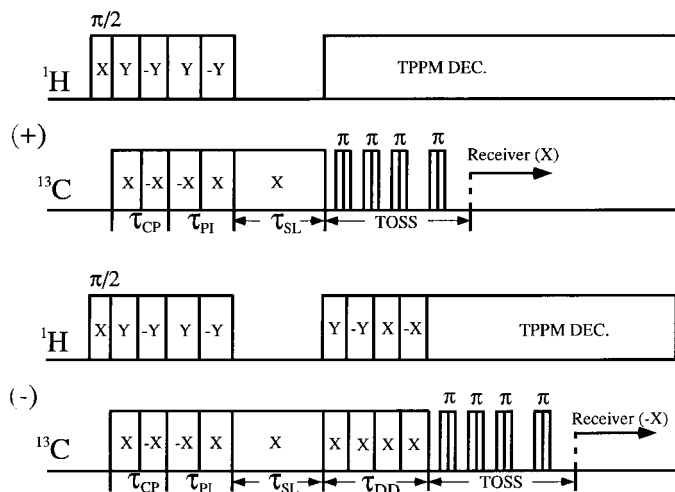 π/2
¹H X Y -Y Y -Y TPPM DEC.
(+)
π π π π
Receiver (X)
¹³C X -X -X X X
τCP τPI τSL TOSS
π/2
¹H X Y -Y Y -Y Y -Y X -X TPPM DEC.
(-)
π π π π
Receiver (-X)
¹³C X -X -X X X X X X X
τCP τPI τSL τDD TOSS